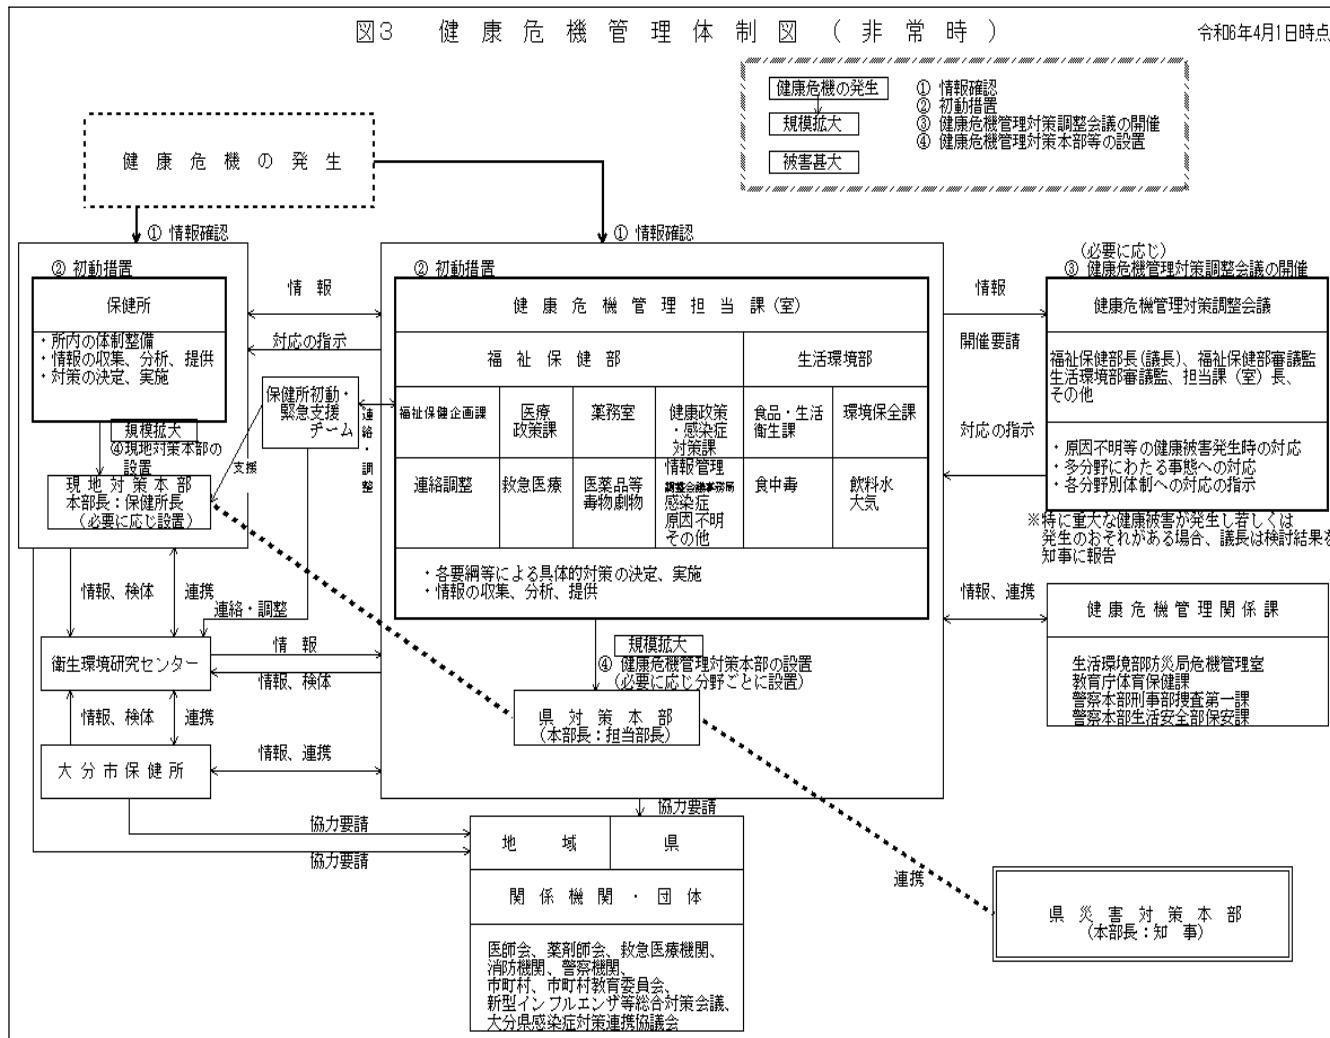 図3 健康危機管理体制図(非常時)
令和6年4月1日時点
健康危機の発生
規模拡大
被害甚大
① 情報確認
② 初動措置
③ 健康危機管理対策調整会議の開催
④ 健康危機管理対策本部等の設置
健康危機の発生
① 情報確認
② 初動措置
保健所
・所内の体制整備
・情報の収集、分析、提供
・対策の決定、実施
規模拡大
④現地対策本部の
設置
現地対策本部
本部長:保健所長
(必要に応じ設置)
情報
対応の指示
保健所初動・
緊急支援
チーム
支援
連絡・調整
① 情報確認
② 初動措置
健康危機管理担当課(室)
福祉保健部
生活環境部
福祉保健企画課
医療
政策課
薬務室
健康政策
・感染症
対策課
食品・生活
衛生課
環境保全課
連絡調整
救急医療
医薬品等
毒物劇物
情報管理
調整会議事務局
感染症
原因不明
その他
食中毒
飲料水
大気
・各要綱等による具体的対策の決定、実施
・情報の収集、分析、提供
規模拡大
④ 健康危機管理対策本部の設置
(必要に応じ分野ごとに設置)
県対策本部
(本部長:担当部長)
情報
開催要請
対応の指示
(必要に応じ)
③ 健康危機管理対策調整会議の開催
健康危機管理対策調整会議
福祉保健部長(議長)、福祉保健部審議監
生活環境部審議監、担当課(室)長、
その他
・原因不明等の健康被害発生時の対応
・多分野にわたる事態への対応
・各分野別体制への対応の指示
※特に重大な健康被害が発生し若しくは
発生のおそれがある場合、議長は検討結果を
知事に報告
情報、連携
健康危機管理関係課
生活環境部防災局危機管理室
教育庁体育保健課
警察本部刑事部捜査第一課
警察本部生活安全部保安課
情報、検体
連携
連絡・調整
衛生環境研究センター
情報
情報、検体
情報、検体
連携
大分市保健所
情報、連携
協力要請
協力要請
協力要請
地域
県
関係機関・団体
医師会、薬剤師会、救急医療機関、
消防機関、警察機関、
市町村、市町村教育委員会、
新型インフルエンザ等総合対策会議、
大分県感染症対策連携協議会
連携
県災害対策本部
(本部長:知事)